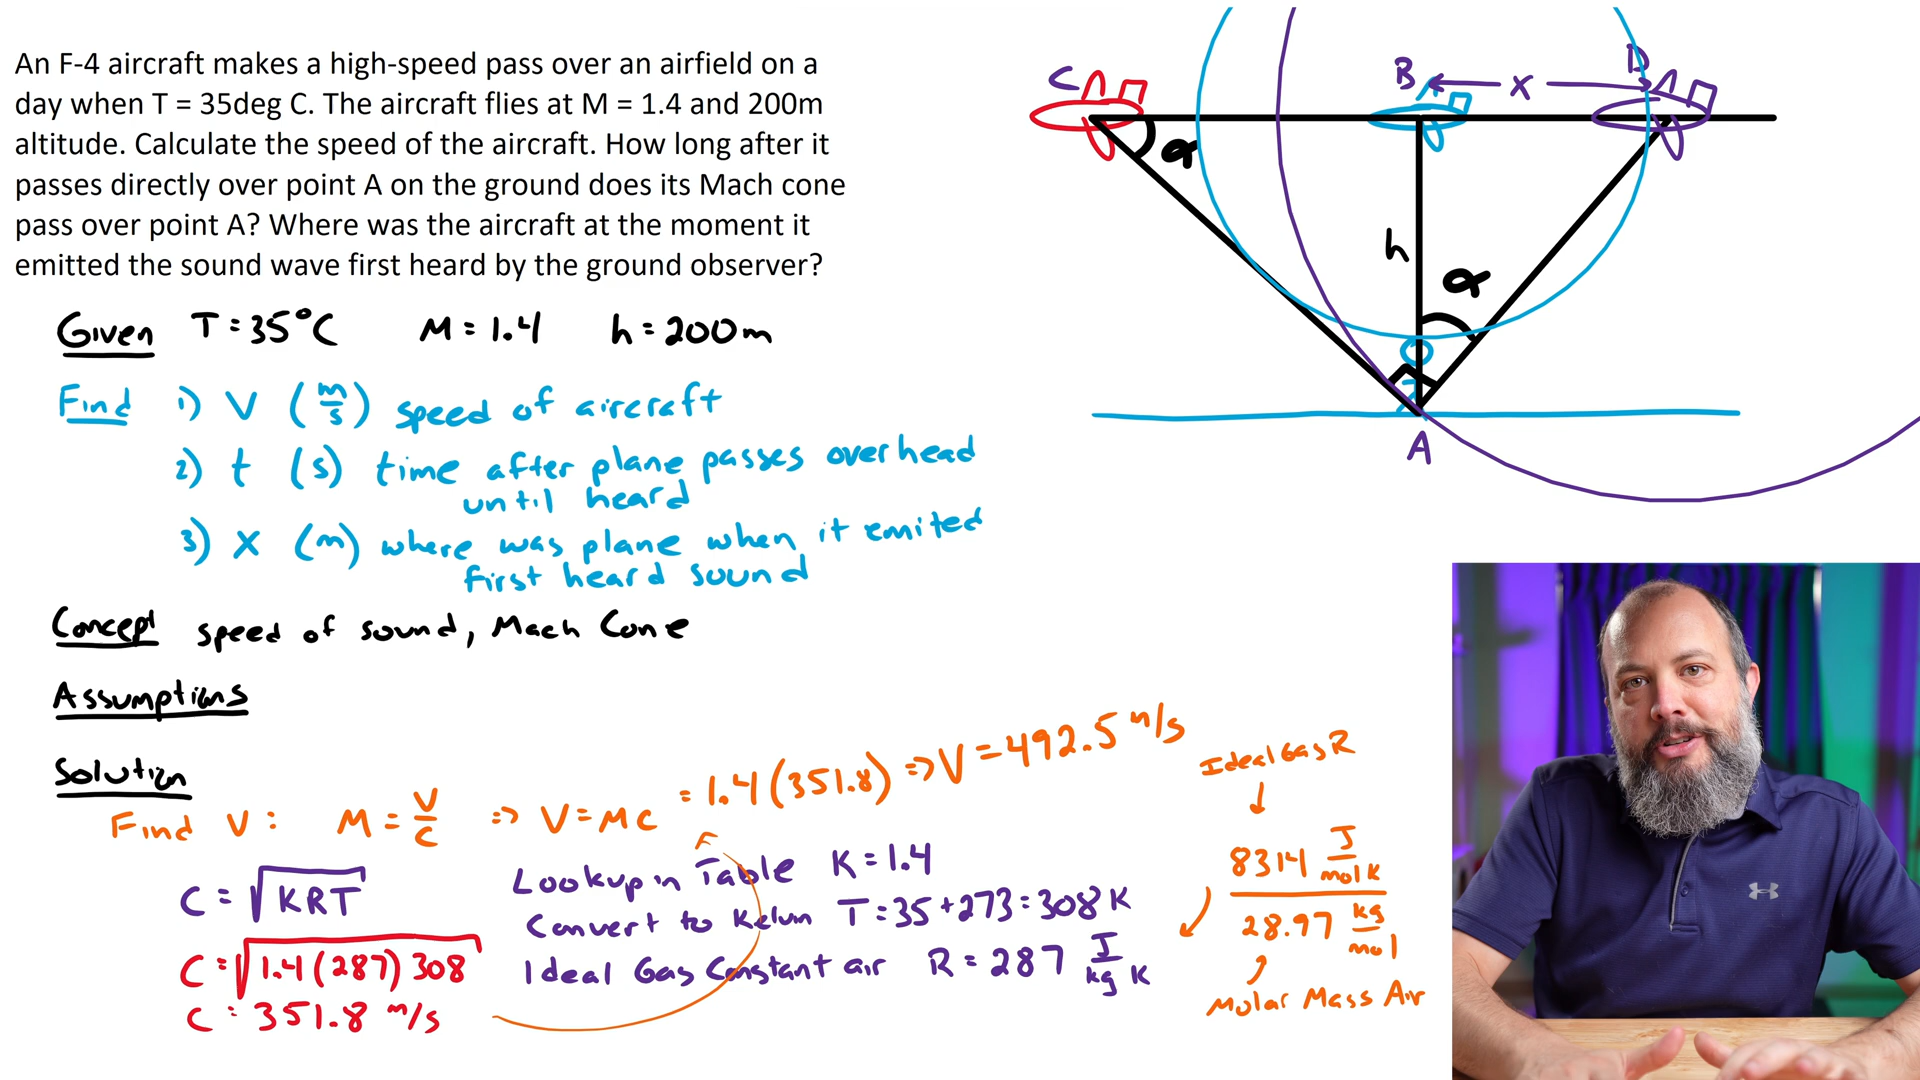 An F-4 aircraft makes a high-speed pass over an airfield on a
day when T = 35deg C. The aircraft flies at M = 1.4 and 200m
altitude. Calculate the speed of the aircraft. How long after it
passes directly over point A on the ground does its Mach cone
pass over point A? Where was the aircraft at the moment it
emitted the sound wave first heard by the ground observer?
Given T = 35°C M = 1.4 h = 200m
Find 1) V (m/s) speed of aircraft
2) t (s) time after plane passes overhead
until heard
3) x (m) where was plane when it emited
first heard sound
Concept speed of sound, Mach Cone
Assumptions
Solution
Find V: M = V/C => V = MC = 1.4(351.8) => V = 492.5 m/s
C = √KRT
C = √1.4(287)308
C = 351.8 m/s
Lookup in Table K = 1.4
Convert to Kelvin T = 35 + 273 = 308 K
Ideal Gas Constant air R = 287 J/kg K
Ideal Gas R
8314 J/mol K
28.97 kg/mol
Molar Mass Air
C
B
x
D
α
h
α
A